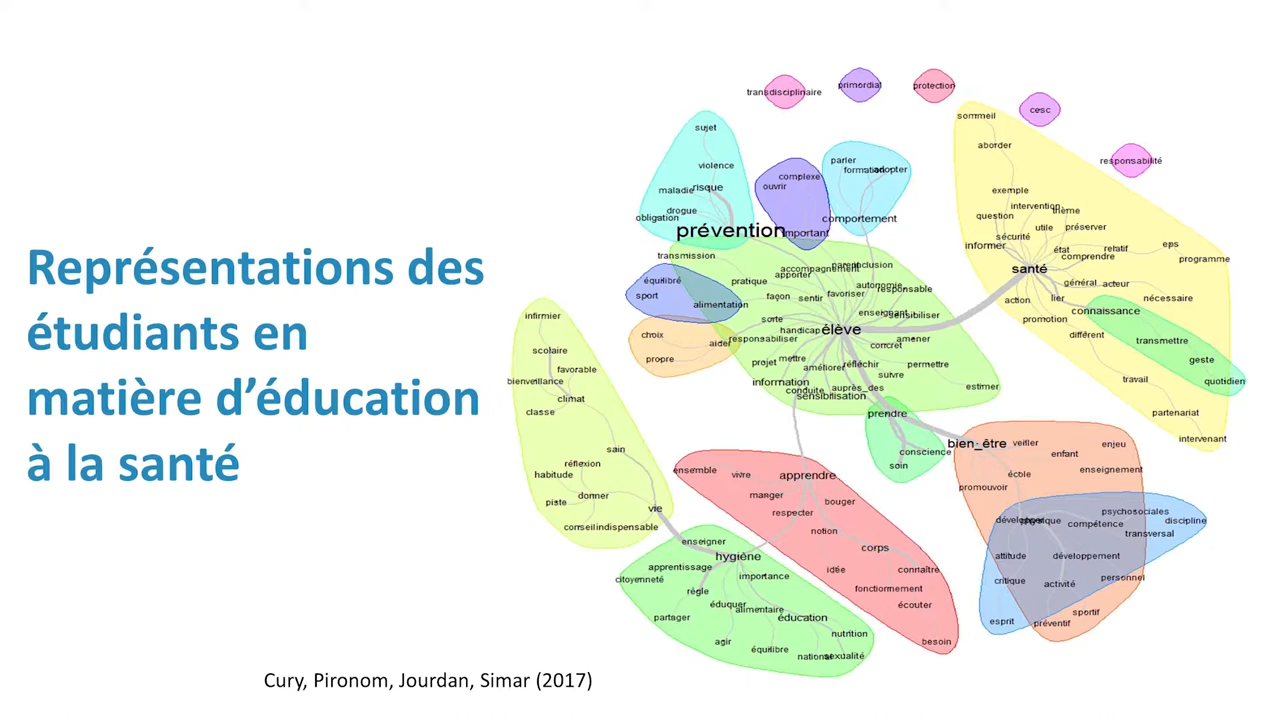 Représentations des
étudiants en
matière d’éducation
à la santé
transdisciplinaire
primordial
protection
cesc
responsabilité
sujet
violence
maladie
risque
drogue
obligation
prévention
complexe
ouvrir
important
parler
formation
adopter
comportement
sommeil
aborder
exemple
intervention
thème
question
utile
préserver
sécurité
informer
état
relatif
eps
comprendre
programme
santé
général
acteur
action
lier
nécessaire
connaissance
promotion
différent
transmettre
geste
quotidien
travail
partenariat
intervenant
transmission
accompagnement
inclusion
apporter
équilibré
sport
alimentation
pratique
autonomie
responsable
façon
sentir
favoriser
enseignant
sensibiliser
sorte
handicap
élève
choix
aider
propre
responsabiliser
concret
amener
projet
mettre
améliorer
réfléchir
permettre
suivre
information
conduite
auprès_des
sensibilisation
estimer
prendre
conscience
soin
infirmier
scolaire
favorable
bienveillance
climat
classe
sain
réflexion
habitude
donner
piste
vie
conseil
indispensable
ensemble
vivre
apprendre
manger
bouger
respecter
notion
corps
idée
connaître
fonctionnement
écouter
besoin
bien_être
veiller
enjeu
enfant
école
enseignement
promouvoir
psychosociales
discipline
compétence
transversal
attitude
développement
critique
activité
personnel
sportif
esprit
préventif
enseigner
hygiène
apprentissage
importance
citoyenneté
règle
éduquer
alimentaire
partager
éducation
agir
nutrition
équilibre
national
sexualité
Cury, Pironom, Jourdan, Simar (2017)